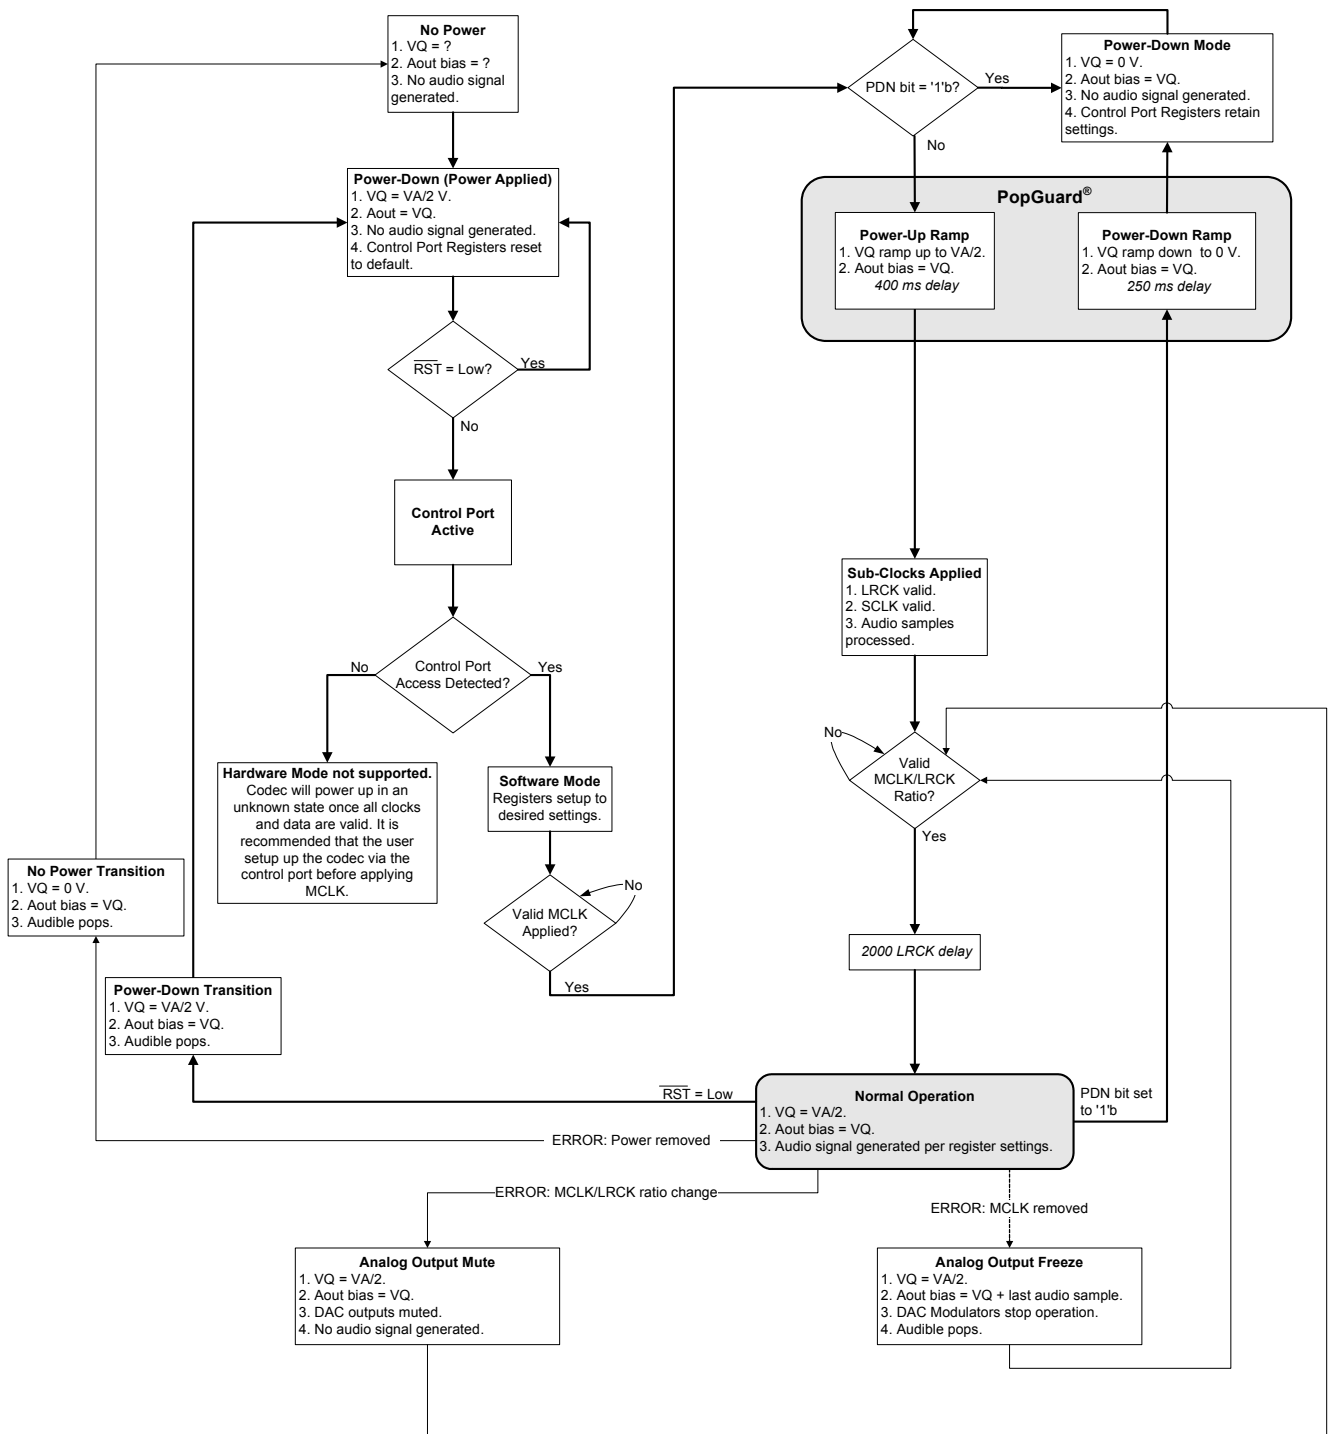 No Power
1. VQ = ?
2. Aout bias = ?
3. No audio signal
generated.
Power-Down (Power Applied)
1. VQ = VA/2 V.
2. Aout = VQ.
3. No audio signal generated.
4. Control Port Registers reset
to default.
RST = Low?
Yes
No
Control Port
Active
Control Port
Access Detected?
No
Yes
Hardware Mode not supported.
Codec will power up in an
unknown state once all clocks
and data are valid. It is
recommended that the user
setup up the codec via the
control port before applying
MCLK.
Software Mode
Registers setup to
desired settings.
Valid MCLK
Applied?
No
Yes
No Power Transition
1. VQ = 0 V.
2. Aout bias = VQ.
3. Audible pops.
Power-Down Transition
1. VQ = VA/2 V.
2. Aout bias = VQ.
3. Audible pops.
PDN bit = '1'b?
Yes
No
Power-Down Mode
1. VQ = 0 V.
2. Aout bias = VQ.
3. No audio signal generated.
4. Control Port Registers retain
settings.
PopGuard®
Power-Up Ramp
1. VQ ramp up to VA/2.
2. Aout bias = VQ.
400 ms delay
Power-Down Ramp
1. VQ ramp down to 0 V.
2. Aout bias = VQ.
250 ms delay
Sub-Clocks Applied
1. LRCK valid.
2. SCLK valid.
3. Audio samples
processed.
No
Valid
MCLK/LRCK
Ratio?
Yes
2000 LRCK delay
Normal Operation
1. VQ = VA/2.
2. Aout bias = VQ.
3. Audio signal generated per register settings.
RST = Low
PDN bit set
to '1'b
ERROR: Power removed
ERROR: MCLK/LRCK ratio change
ERROR: MCLK removed
Analog Output Mute
1. VQ = VA/2.
2. Aout bias = VQ.
3. DAC outputs muted.
4. No audio signal generated.
Analog Output Freeze
1. VQ = VA/2.
2. Aout bias = VQ + last audio sample.
3. DAC Modulators stop operation.
4. Audible pops.